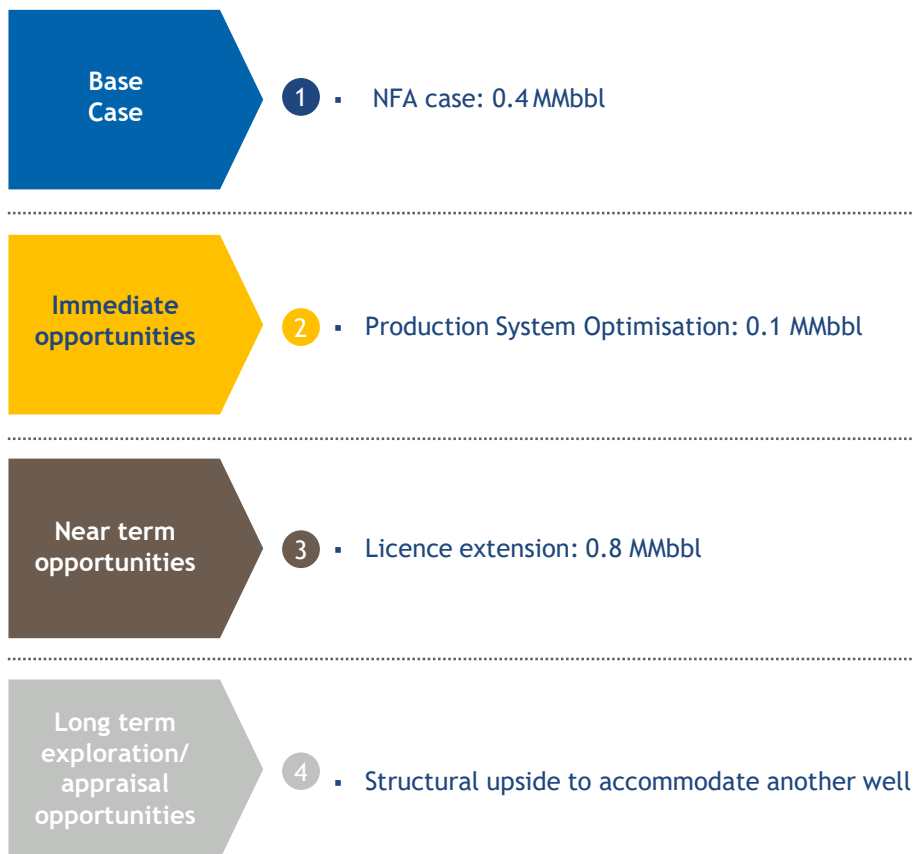 Base
Case
1 ▪ NFA case: 0.4 MMbbl
Immediate
opportunities
2 ▪ Production System Optimisation: 0.1 MMbbl
Near term
opportunities
3 ▪ Licence extension: 0.8 MMbbl
Long term
exploration/
appraisal
opportunities
4 ▪ Structural upside to accommodate another well